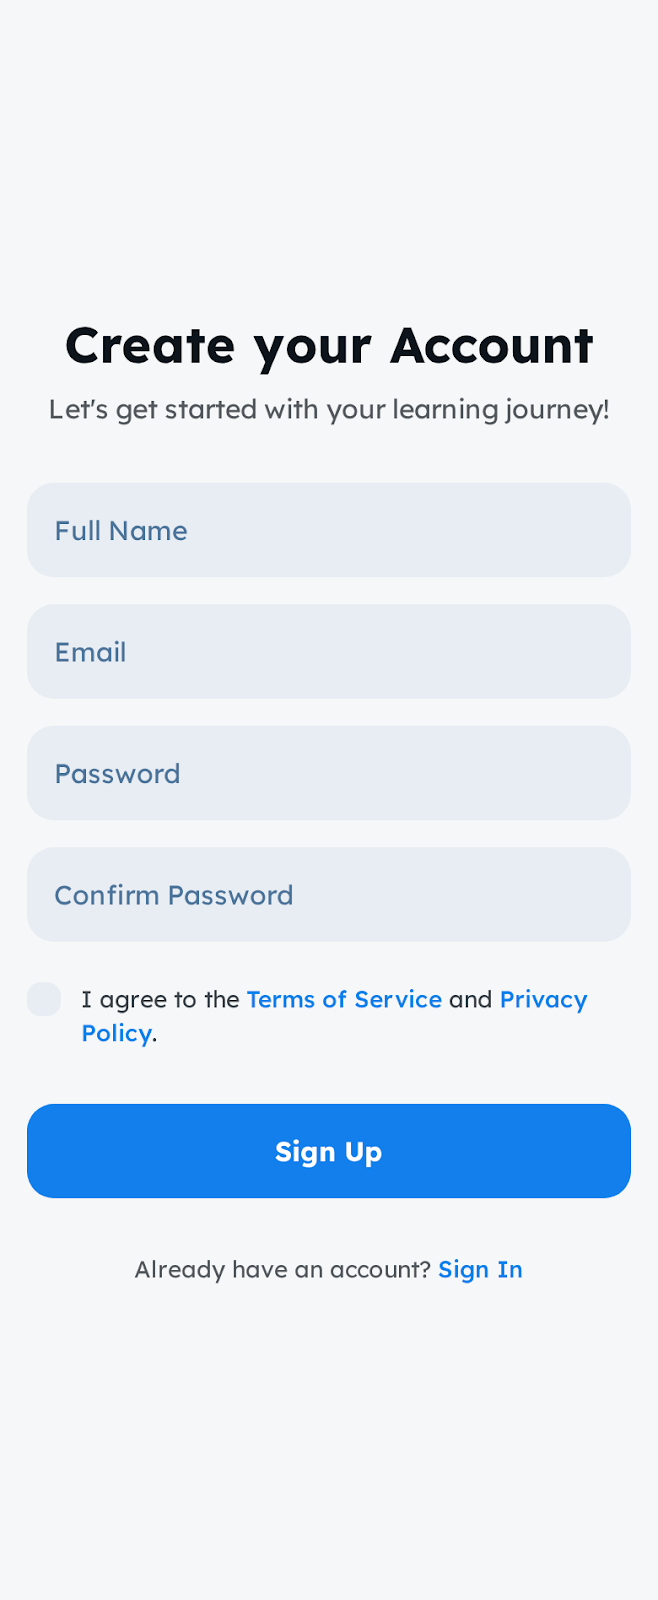 Create your Account
Let's get started with your learning journey!
Full Name
Email
Password
Confirm Password
I agree to the Terms of Service and Privacy
Policy.
Sign Up
Already have an account? Sign In